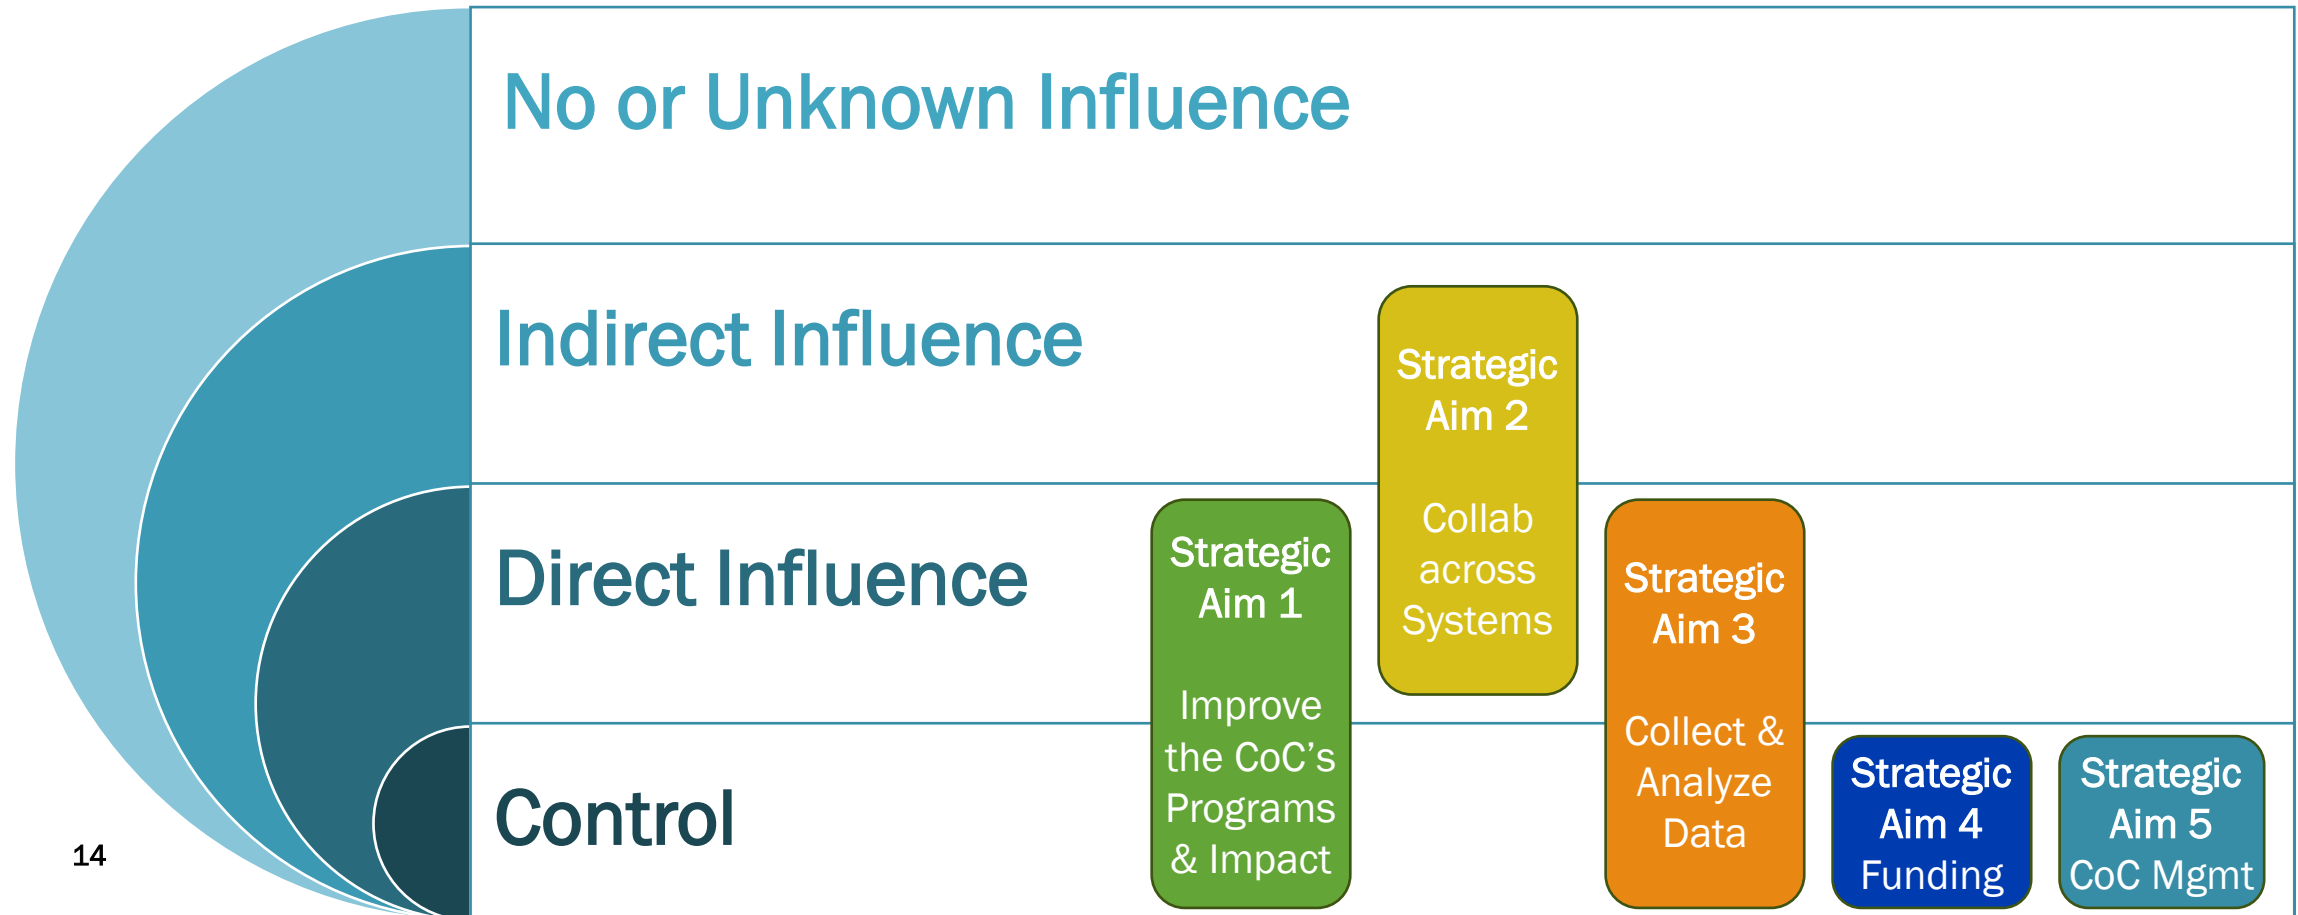 No or Unknown Influence
Indirect Influence
Direct Influence
Control
Strategic
Aim 1
Improve
the CoC’s
Programs
& Impact
Strategic
Aim 2
Collab
across
Systems
Strategic
Aim 3
Collect &
Analyze
Data
Strategic
Aim 4
Funding
Strategic
Aim 5
CoC Mgmt
14